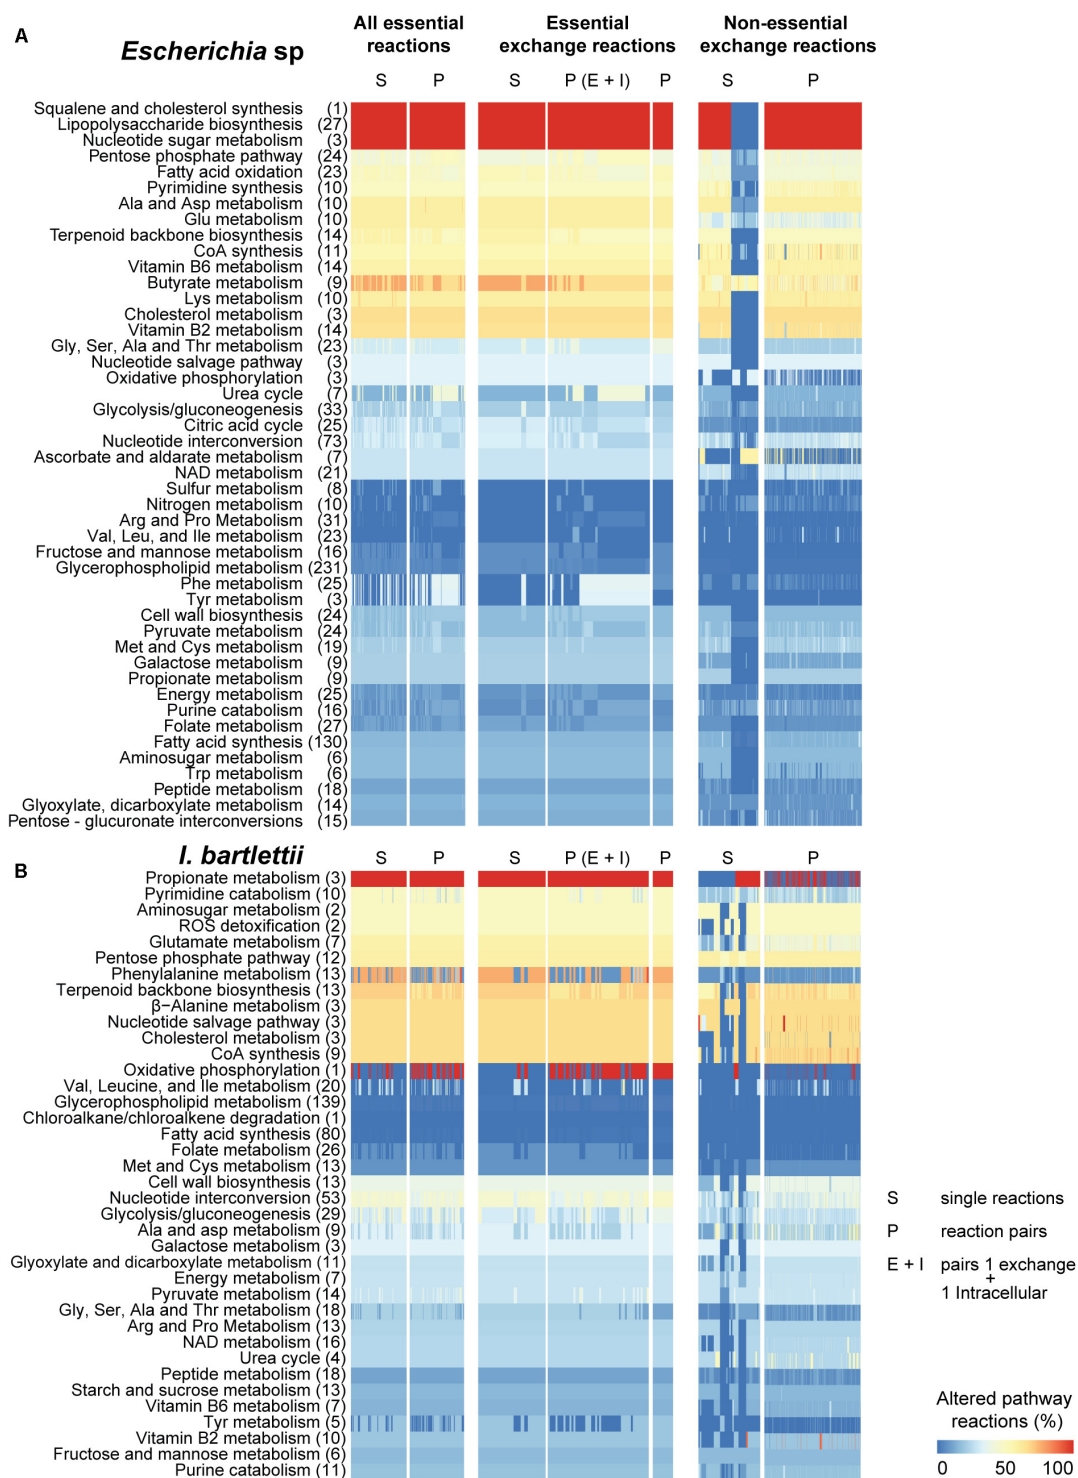 A
Escherichia sp
All essential reactions
Essential exchange reactions
Non-essential exchange reactions
S P S P (E + I) P S P
Squalene and cholesterol synthesis (1)
Lipopolysaccharide biosynthesis (27)
Nucleotide sugar metabolism (3)
Pentose phosphate pathway (24)
Fatty acid oxidation (23)
Pyrimidine synthesis (10)
Ala and Asp metabolism (10)
Glu metabolism (10)
Terpenoid backbone biosynthesis (14)
CoA synthesis (11)
Vitamin B6 metabolism (14)
Butyrate metabolism (9)
Lys metabolism (10)
Cholesterol metabolism (3)
Vitamin B2 metabolism (14)
Gly, Ser, Ala and Thr metabolism (23)
Nucleotide salvage pathway (3)
Oxidative phosphorylation (3)
Urea cycle (7)
Glycolysis/gluconeogenesis (33)
Citric acid cycle (25)
Nucleotide interconversion (73)
Ascorbate and aldarate metabolism (7)
NAD metabolism (21)
Sulfur metabolism (8)
Nitrogen metabolism (10)
Arg and Pro Metabolism (31)
Val, Leu, and Ile metabolism (23)
Fructose and mannose metabolism (16)
Glycerophospholipid metabolism (231)
Phe metabolism (25)
Tyr metabolism (3)
Cell wall biosynthesis (24)
Pyruvate metabolism (24)
Met and Cys metabolism (19)
Galactose metabolism (9)
Propionate metabolism (9)
Energy metabolism (25)
Purine catabolism (16)
Folate metabolism (27)
Fatty acid synthesis (130)
Aminosugar metabolism (6)
Trp metabolism (6)
Peptide metabolism (18)
Glyoxylate, dicarboxylate metabolism (14)
Pentose - glucuronate interconversions (15)
B
I. bartlettii
S P S P (E + I) P S P
Propionate metabolism (3)
Pyrimidine catabolism (10)
Aminosugar metabolism (2)
ROS detoxification (2)
Glutamate metabolism (7)
Pentose phosphate pathway (12)
Phenylalanine metabolism (13)
Terpenoid backbone biosynthesis (13)
β−Alanine metabolism (3)
Nucleotide salvage pathway (3)
Cholesterol metabolism (3)
CoA synthesis (9)
Oxidative phosphorylation (1)
Val, Leucine, and Ile metabolism (20)
Glycerophospholipid metabolism (139)
Chloroalkane/chloroalkene degradation (1)
Fatty acid synthesis (80)
Folate metabolism (26)
Met and Cys metabolism (13)
Cell wall biosynthesis (13)
Nucleotide interconversion (53)
Glycolysis/gluconeogenesis (29)
Ala and asp metabolism (9)
Galactose metabolism (3)
Glyoxylate and dicarboxylate metabolism (11)
Energy metabolism (7)
Pyruvate metabolism (14)
Gly, Ser, Ala and Thr metabolism (18)
Arg and Pro Metabolism (13)
NAD metabolism (16)
Urea cycle (4)
Peptide metabolism (18)
Starch and sucrose metabolism (13)
Vitamin B6 metabolism (7)
Tyr metabolism (5)
Vitamin B2 metabolism (10)
Fructose and mannose metabolism (6)
Purine catabolism (11)
S single reactions
P reaction pairs
E + I pairs 1 exchange
+
1 Intracellular
Altered pathway
reactions (%)
0 50 100